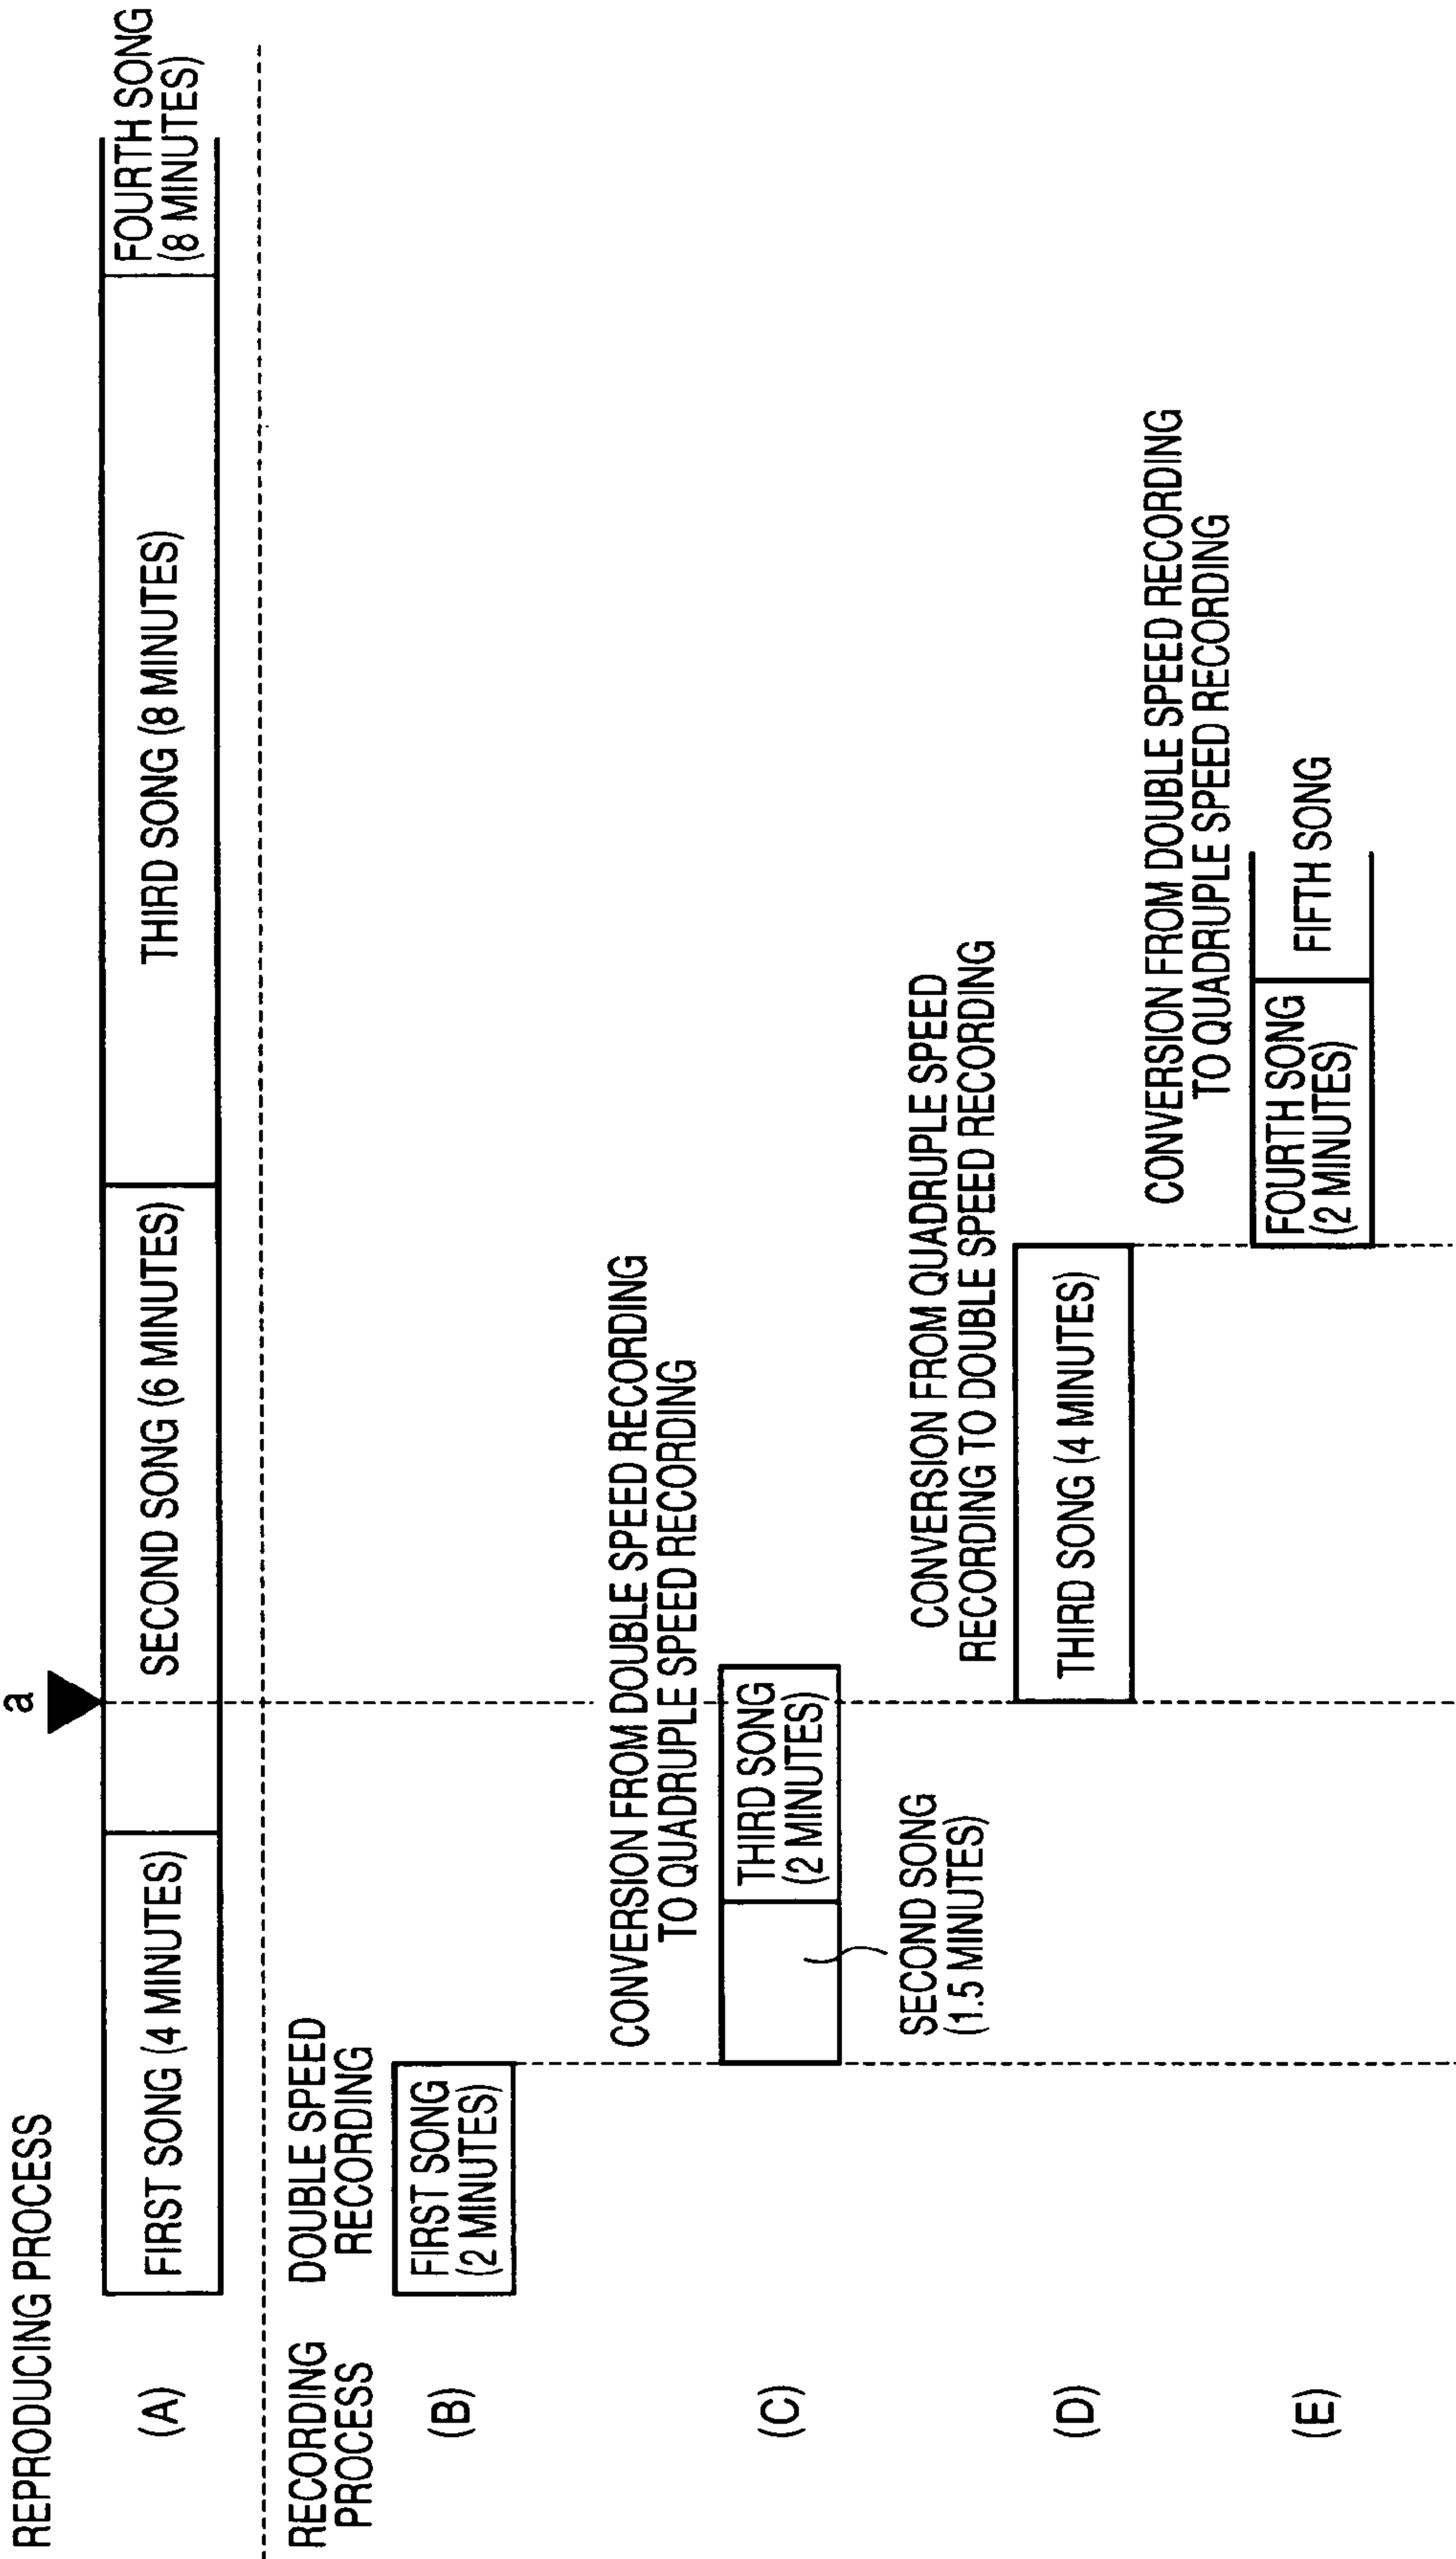 REPRODUCING PROCESS
a
(A)
FIRST SONG (4 MINUTES)
SECOND SONG (6 MINUTES)
THIRD SONG (8 MINUTES)
FOURTH SONG
(8 MINUTES)
RECORDING
PROCESS
DOUBLE SPEED
RECORDING
(B)
FIRST SONG
(2 MINUTES)
CONVERSION FROM DOUBLE SPEED RECORDING
TO QUADRUPLE SPEED RECORDING
(C)
THIRD SONG
(2 MINUTES)
SECOND SONG
(1.5 MINUTES)
CONVERSION FROM QUADRUPLE SPEED
RECORDING TO DOUBLE SPEED RECORDING
(D)
THIRD SONG (4 MINUTES)
CONVERSION FROM DOUBLE SPEED RECORDING
TO QUADRUPLE SPEED RECORDING
(E)
FOURTH SONG
(2 MINUTES)
FIFTH SONG